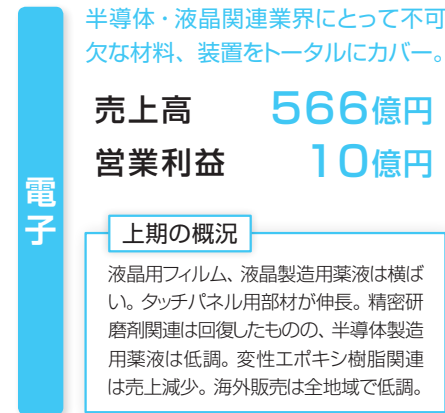 電子
半導体・液晶関連業界にとって不可
欠な材料、装置をトータルにカバー。
売上高 566億円
営業利益 10億円
上期の概況
液晶用フィルム、液晶製造用薬液は横ば
い。タッチパネル用部材が伸長。精密研
磨剤関連は回復したものの、半導体製造
用薬液は低調。変性エポキシ樹脂関連
は売上減少。海外販売は全地域で低調。